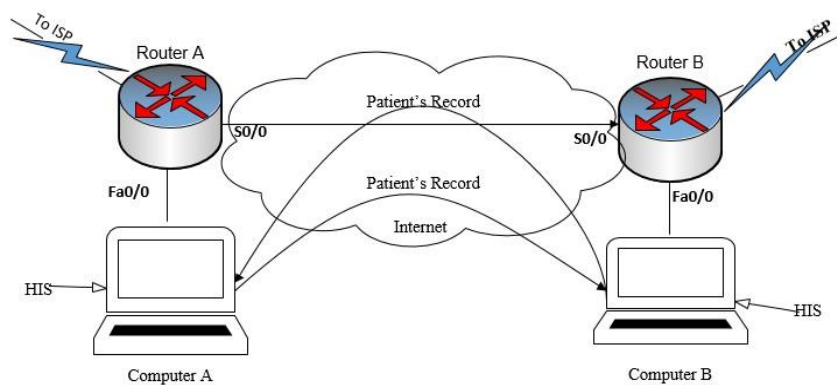 To ISP
To ISP
Router A
Router B
Patient's Record
S0/0
S0/0
Fa0/0
Patient's Record
Fa0/0
Internet
HIS
HIS
Computer A
Computer B